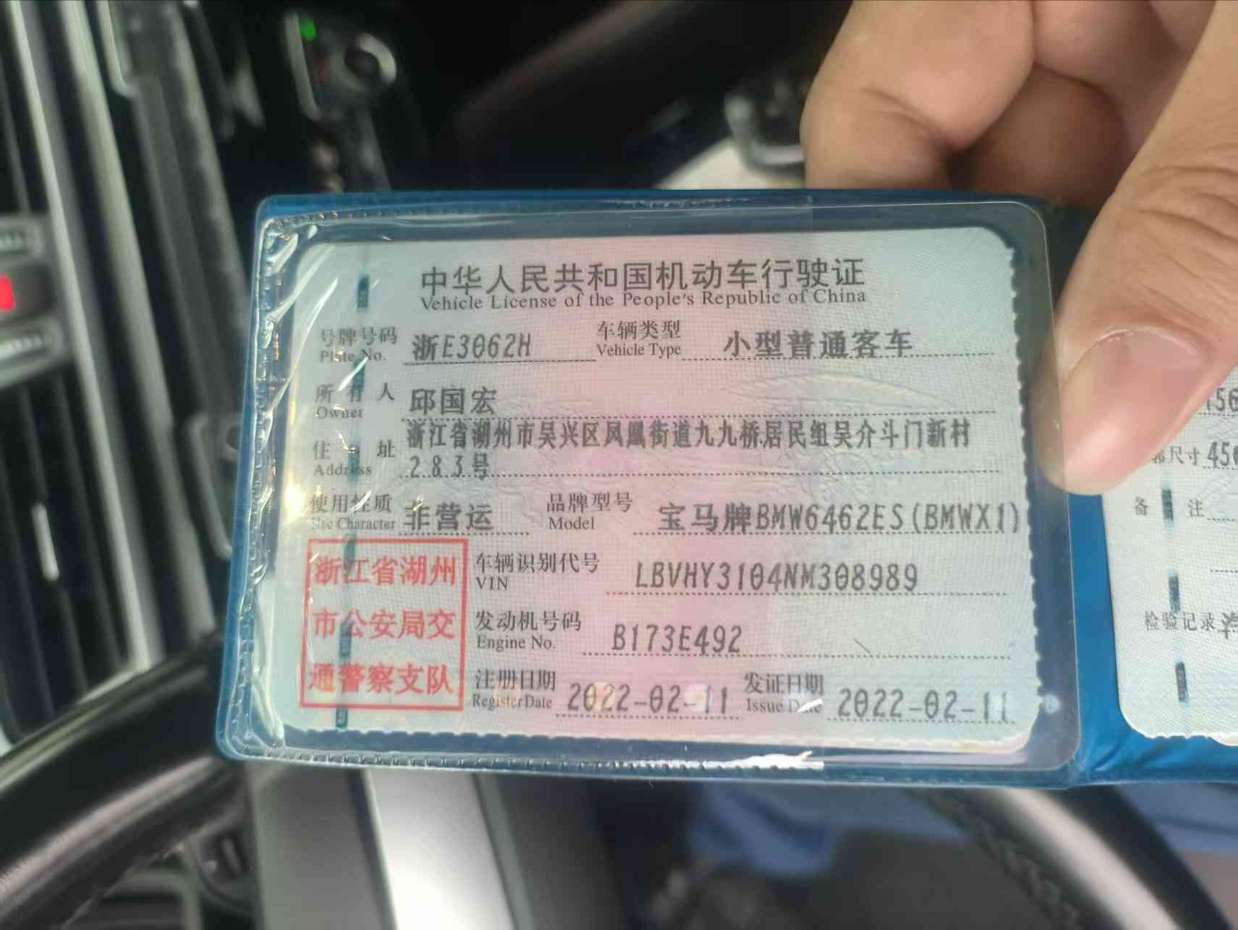 中华人民共和国机动车行驶证
Vehicle License of the People's Republic of China
号牌号码 浙E3062H 车辆类型 小型普通客车
Plate No. Vehicle Type
所有人 邱国宏
Owner
住址 浙江省湖州市吴兴区凤凰街道九九桥居民组吴介斗门新村
Address 283号
使用性质 非营运 品牌型号 宝马牌BMW6462ES(BMWX1)
Use Character Model
浙江省湖州
市公安局交
通警察支队
车辆识别代号 LBVHY3104NM308989
VIN
发动机号码 B173E492
Engine No.
注册日期 2022-02-11 发证日期 2022-02-11
Register Date Issue Date
备注
检验记录